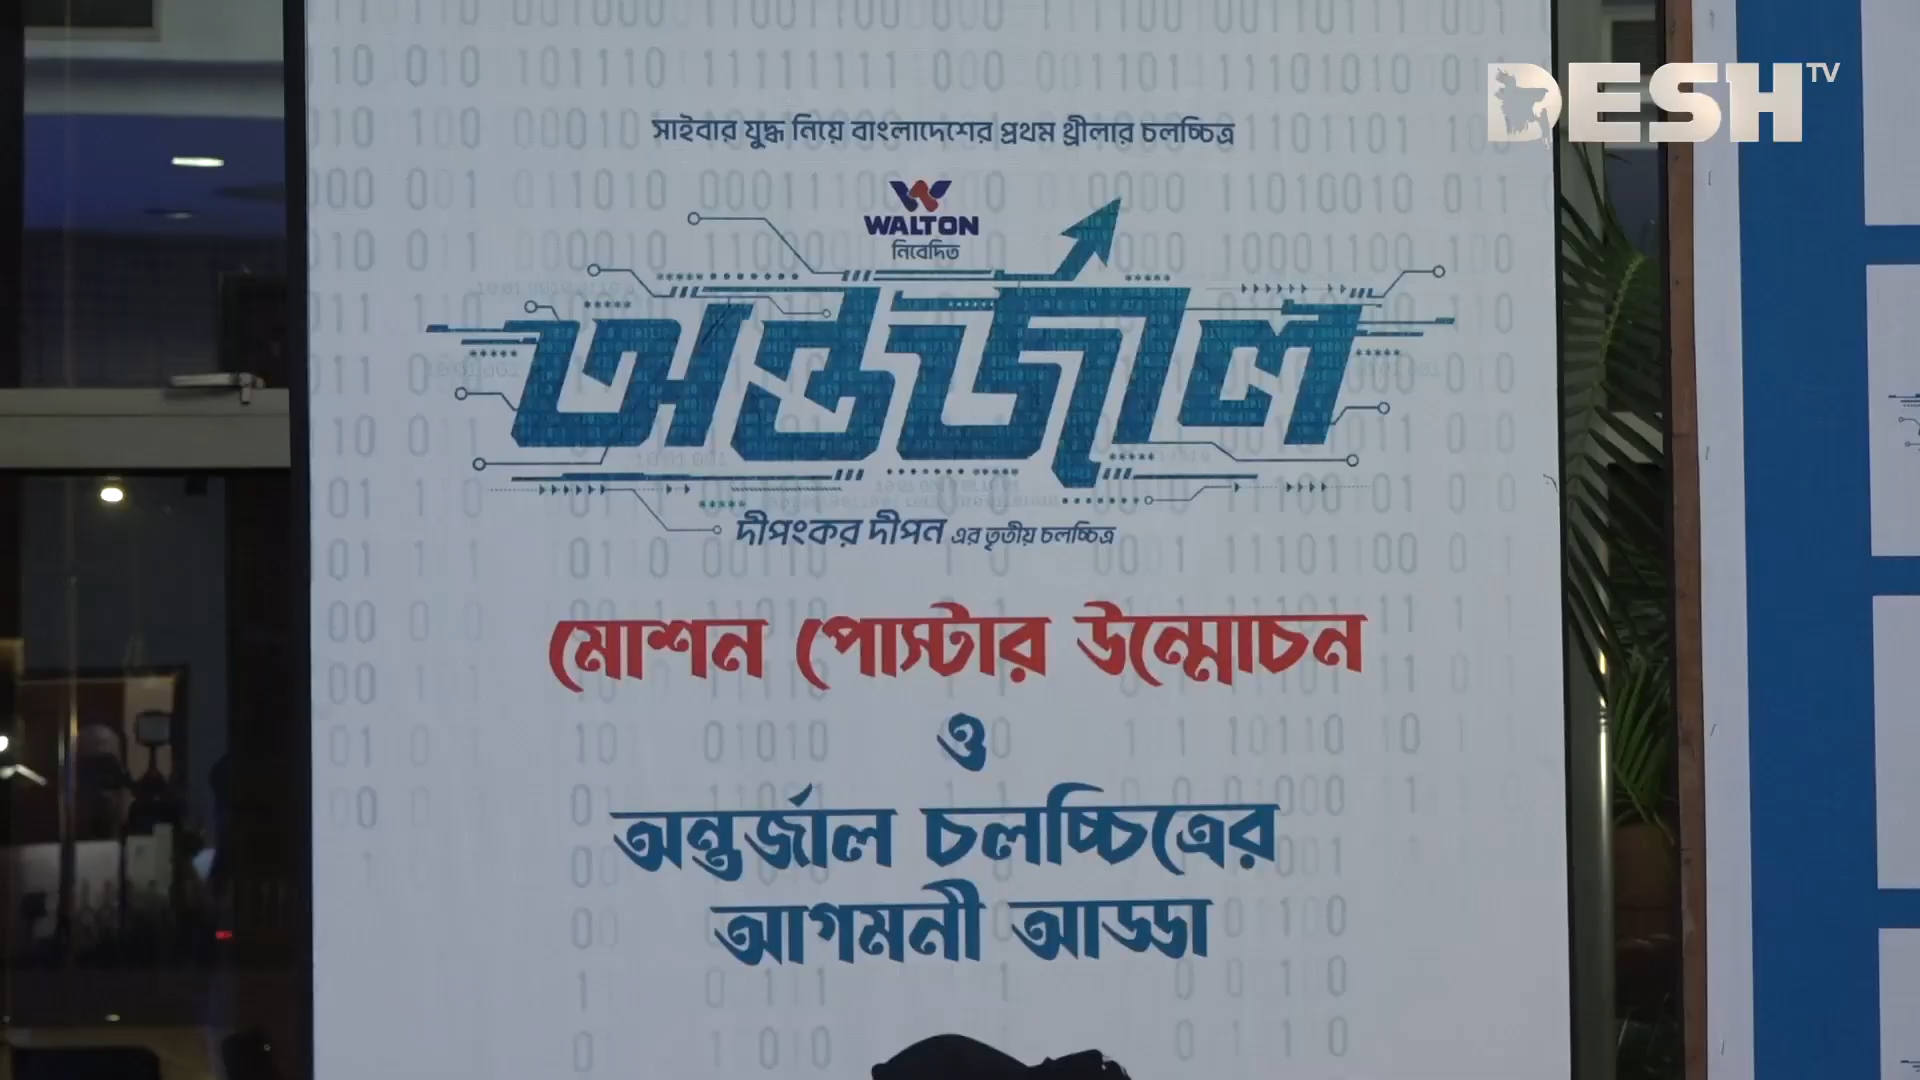 DESH TV
সাইবার যুদ্ধ নিয়ে বাংলাদেশের প্রথম থ্রীলার চলচ্চিত্র
WALTON
নিবেদিত
অন্তর্জাল
দীপংকর দীপন এর তৃতীয় চলচ্চিত্র
মোশন পোস্টার উন্মোচন
ও
অন্তর্জাল চলচ্চিত্রের
আগমনী আড্ডা